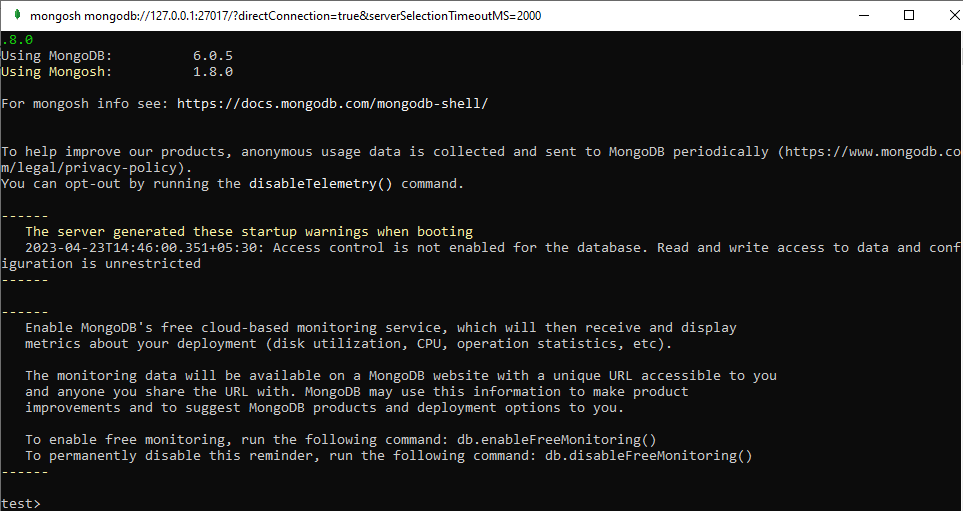 mongosh mongodb://127.0.0.1:27017/?directConnection=true&serverSelectionTimeoutMS=2000
.8.0
Using MongoDB:          6.0.5
Using Mongosh:          1.8.0
For mongosh info see: https://docs.mongodb.com/mongodb-shell/
To help improve our products, anonymous usage data is collected and sent to MongoDB periodically (https://www.mongodb.co
m/legal/privacy-policy).
You can opt-out by running the disableTelemetry() command.
------
   The server generated these startup warnings when booting
   2023-04-23T14:46:00.351+05:30: Access control is not enabled for the database. Read and write access to data and conf
iguration is unrestricted
------
------
   Enable MongoDB's free cloud-based monitoring service, which will then receive and display
   metrics about your deployment (disk utilization, CPU, operation statistics, etc).
   The monitoring data will be available on a MongoDB website with a unique URL accessible to you
   and anyone you share the URL with. MongoDB may use this information to make product
   improvements and to suggest MongoDB products and deployment options to you.
   To enable free monitoring, run the following command: db.enableFreeMonitoring()
   To permanently disable this reminder, run the following command: db.disableFreeMonitoring()
------
test>